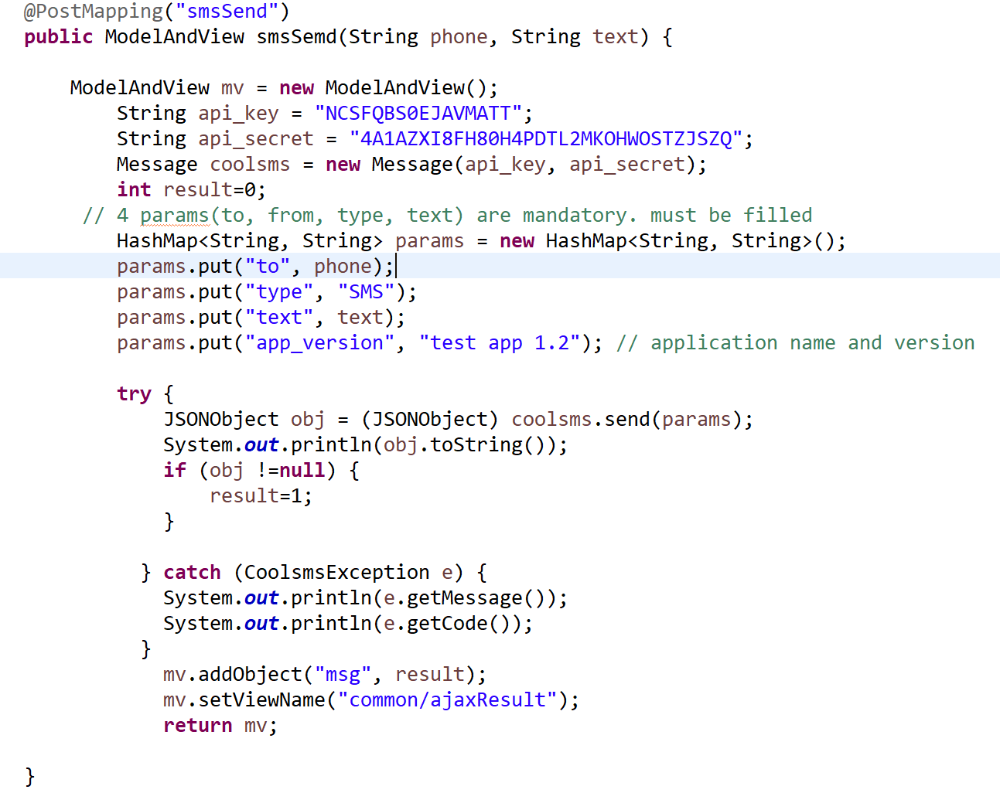 @PostMapping("smsSend")
public ModelAndView smsSemd(String phone, String text) {
ModelAndView mv = new ModelAndView();
String api_key = "NCSFQBS0EJAVMATT";
String api_secret = "4A1AZXI8FH80H4PDTL2MKOHWOSTZJSZQ";
Message coolsms = new Message(api_key, api_secret);
int result=0;
// 4 params(to, from, type, text) are mandatory. must be filled
HashMap<String, String> params = new HashMap<String, String>();
params.put("to", phone);
params.put("type", "SMS");
params.put("text", text);
params.put("app_version", "test app 1.2"); // application name and version
try {
JSONObject obj = (JSONObject) coolsms.send(params);
System.out.println(obj.toString());
if (obj !=null) {
result=1;
}
} catch (CoolsmsException e) {
System.out.println(e.getMessage());
System.out.println(e.getCode());
}
mv.addObject("msg", result);
mv.setViewName("common/ajaxResult");
return mv;
}